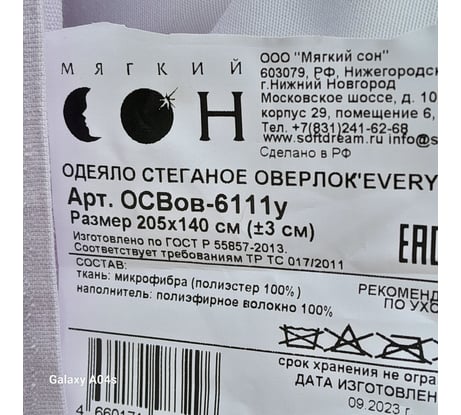 МЯГКИЙ
СОН
ООО "Мягкий сон"
603079, РФ, Нижегородск
г.Нижний Новгород
Московское шоссе, д. 10
корпус 29, помещение 6,
Тел. +7(831)241-62-68
www.softdream.ru info@s
Сделано в РФ
ОДЕЯЛО СТЕГАНОЕ ОВЕРЛОК"EVERY
Арт. ОСВов-6111у
Размер 205х140 см (±3 см)
Изготовлено по ГОСТ Р 55857-2013.
Соответствует требованиям ТР ТС 017/2011
EAC
СОСТАВ:
ткань: микрофибра (полиэстер 100%)
наполнитель: полиэфирное волокно 100%
РЕКОМЕНД
ПО УХО
срок хранения не огра
ДАТА ИЗГОТОВЛЕН
09.2023 г.
Galaxy A04s